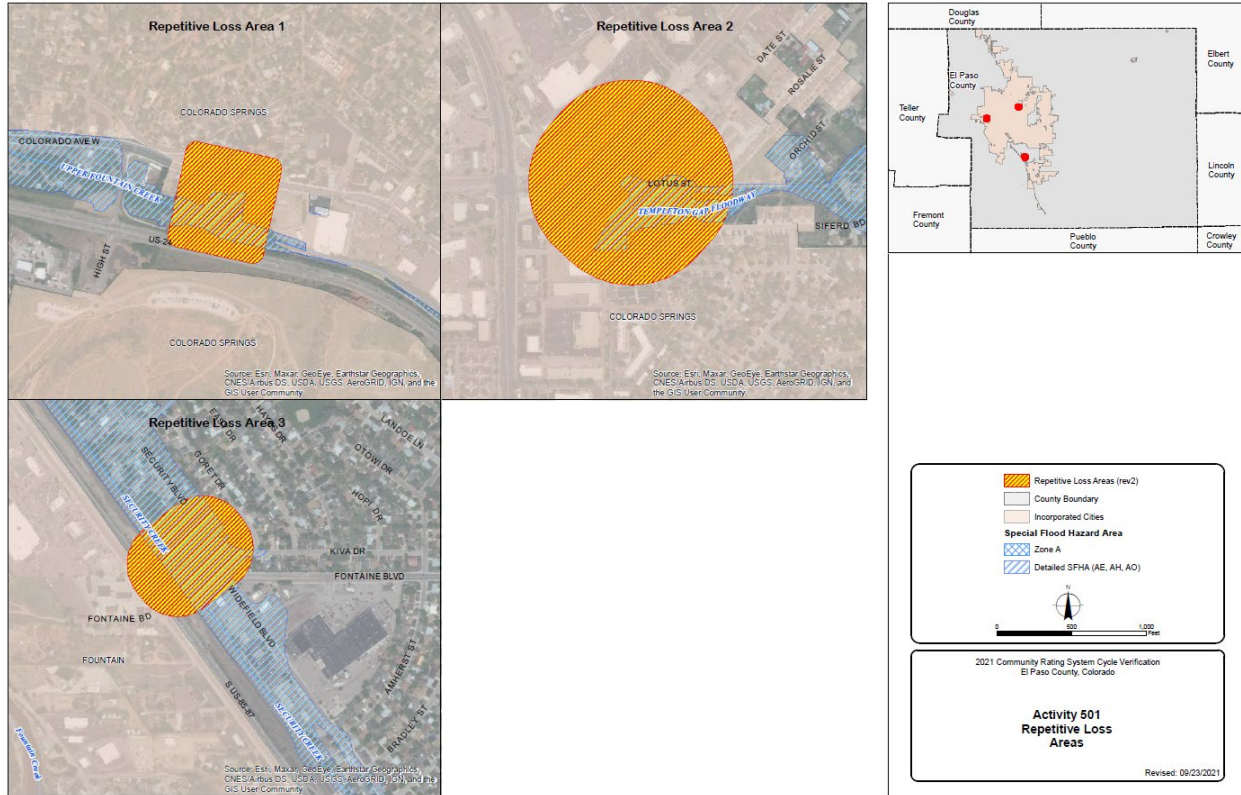 Repetitive Loss Area 1
COLORADO SPRINGS
COLORADO AVE W
UPPER FOUNTAIN CREEK
US-24
HIGH ST
COLORADO SPRINGS
Source: Esri, Maxar, GeoEye, Earthstar Geographics,
CNES/Airbus DS, USDA, USGS, AeroGRID, IGN, and the
GIS User Community
Repetitive Loss Area 2
DATE ST
ROSALIE ST
ORCHID ST
LOTUS ST
TEMPLETON GAP FLOODWAY
SIFERD BD
COLORADO SPRINGS
Source: Esri, Maxar, GeoEye, Earthstar Geographics,
CNES/Airbus DS, USDA, USGS, AeroGRID, IGN, and
the GIS User Community
Repetitive Loss Area 3
HAYES DR
LANDOE LN
OTOWI DR
GORET DR
SECURITY BLVD
HOPI DR
SECURITY CREEK
KIVA DR
FONTAINE BLVD
WIDEFIELD BLVD
FONTAINE BD
FOUNTAIN
AMHERST ST
S US-85-87
BRADLEY ST
SECURITY CREEK
Fountain Creek
Source: Esri, Maxar, GeoEye, Earthstar Geographics,
CNES/Airbus DS, USDA, USGS, AeroGRID, IGN, and the
GIS User Community
Douglas
County
Elbert
County
El Paso
County
Teller
County
Lincoln
County
Fremont
County
Pueblo
County
Crowley
County
Repetitive Loss Areas (rev2)
County Boundary
Incorporated Cities
Special Flood Hazard Area
Zone A
Detailed SFHA (AE, AH, AO)
N
0 500 1,000
Feet
2021 Community Rating System Cycle Verification
El Paso County, Colorado
Activity 501
Repetitive Loss
Areas
Revised: 09/23/2021